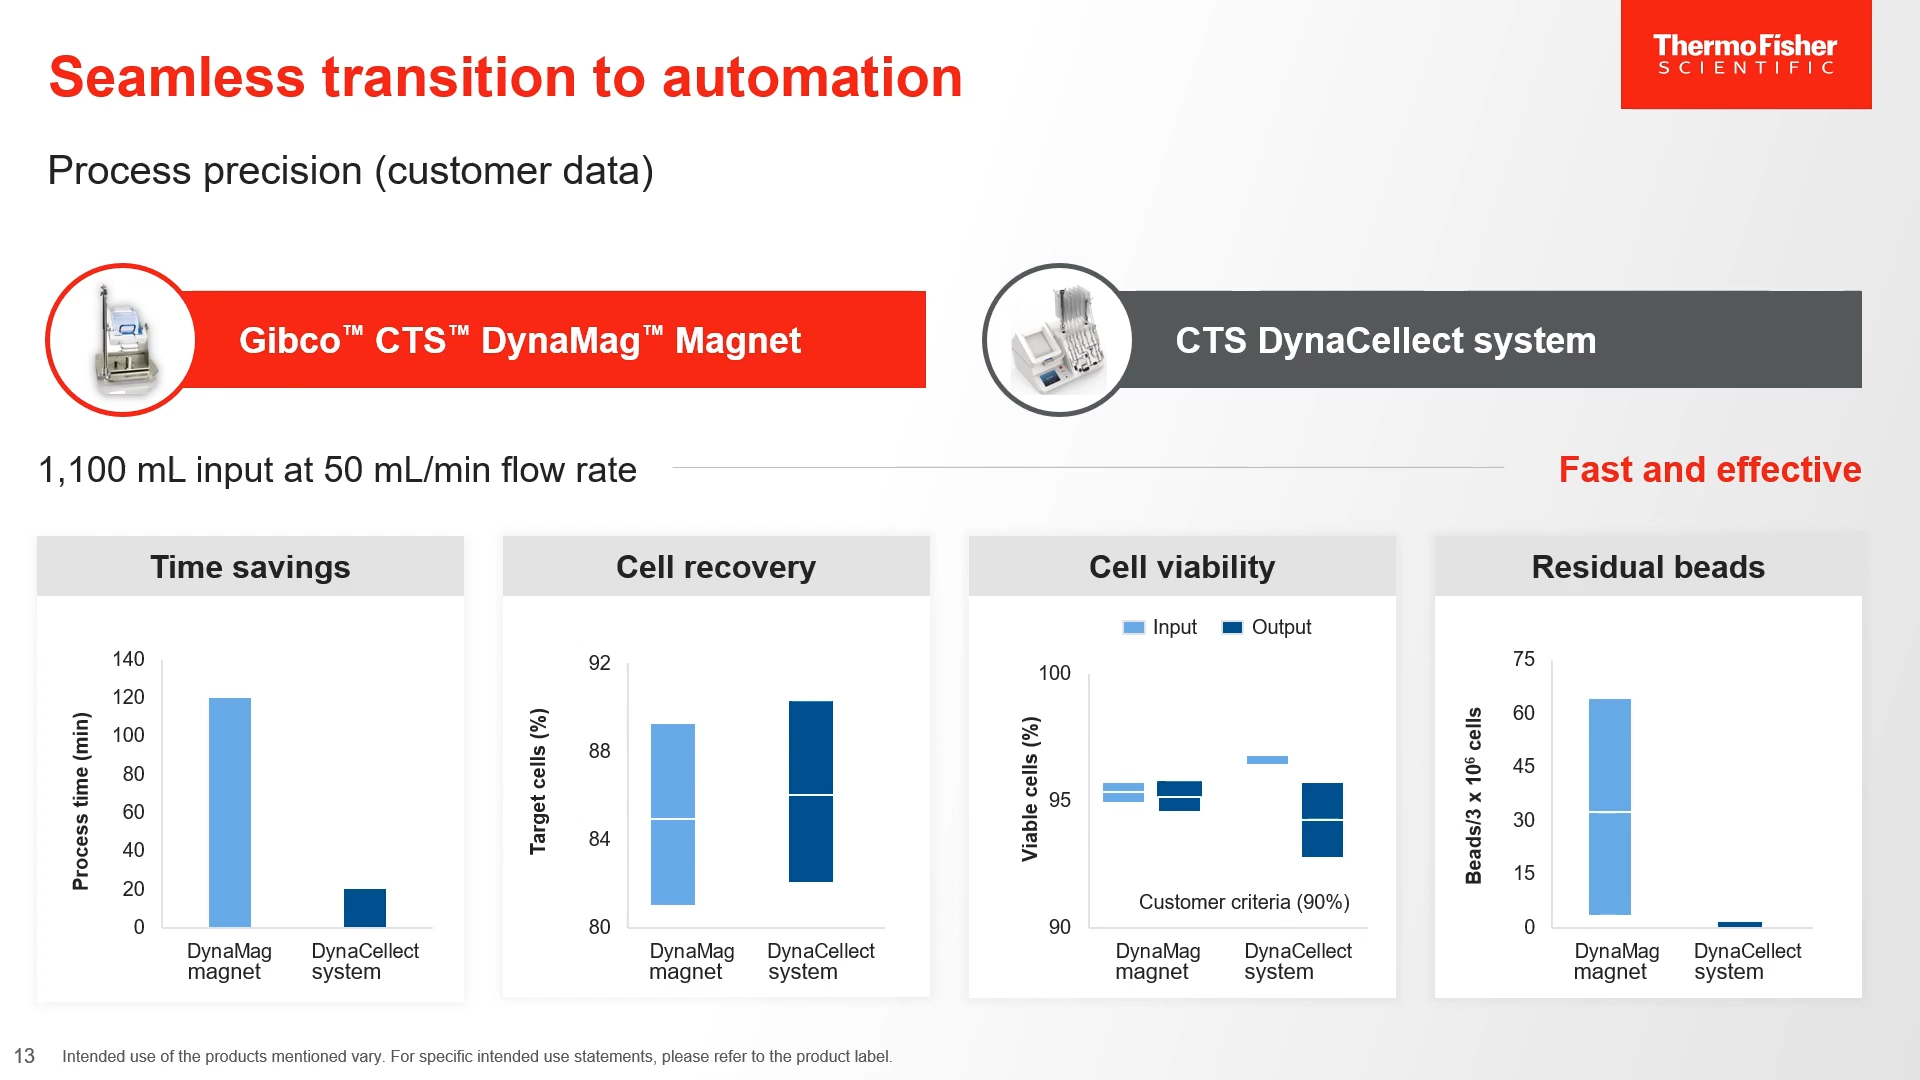 Seamless transition to automation
ThermoFisher
SCIENTIFIC
Process precision (customer data)
Gibco™ CTS™ DynaMag™ Magnet
CTS DynaCellect system
1,100 mL input at 50 mL/min flow rate
Fast and effective
Time savings
Process time (min)
140
120
100
80
60
40
20
0
DynaMag
magnet
DynaCellect
system
Cell recovery
Target cells (%)
92
88
84
80
DynaMag
magnet
DynaCellect
system
Cell viability
Input
Output
Viable cells (%)
100
95
90
Customer criteria (90%)
DynaMag
magnet
DynaCellect
system
Residual beads
Beads/3 x 10⁶ cells
75
60
45
30
15
0
DynaMag
magnet
DynaCellect
system
13
Intended use of the products mentioned vary. For specific intended use statements, please refer to the product label.